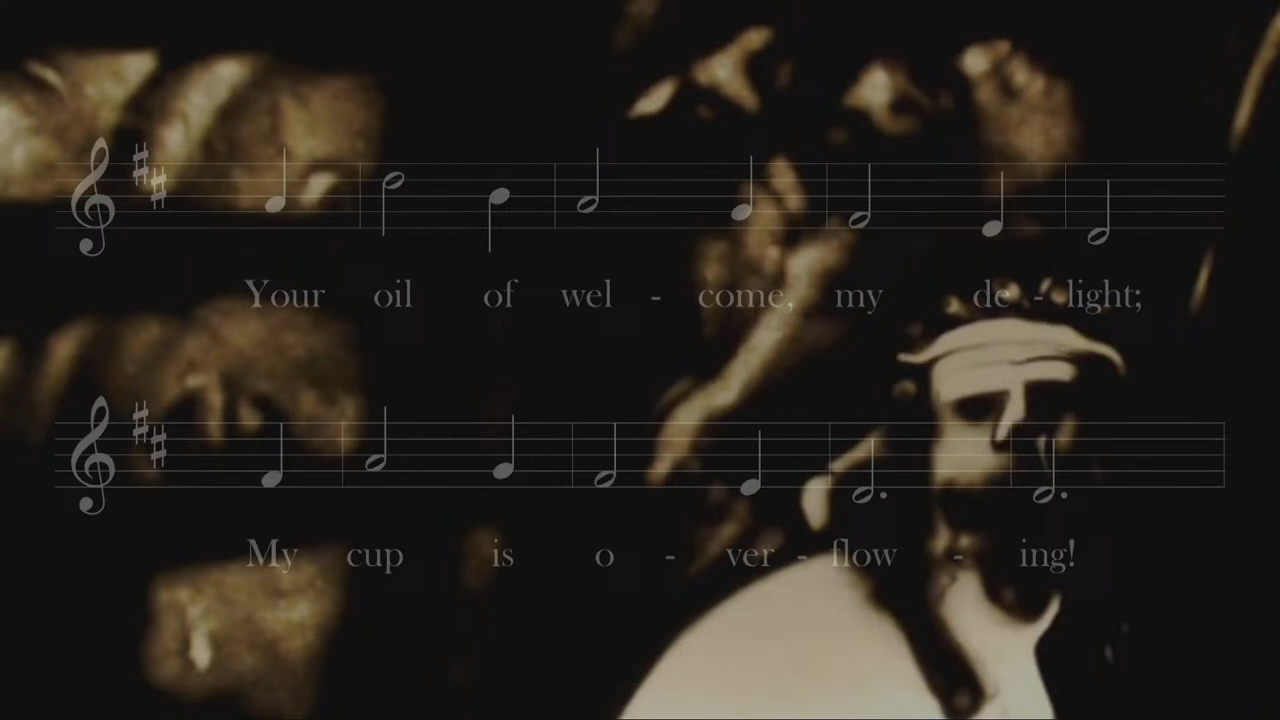 Your oil of wel - come, my de - light;
My cup is o - ver - flow - ing!